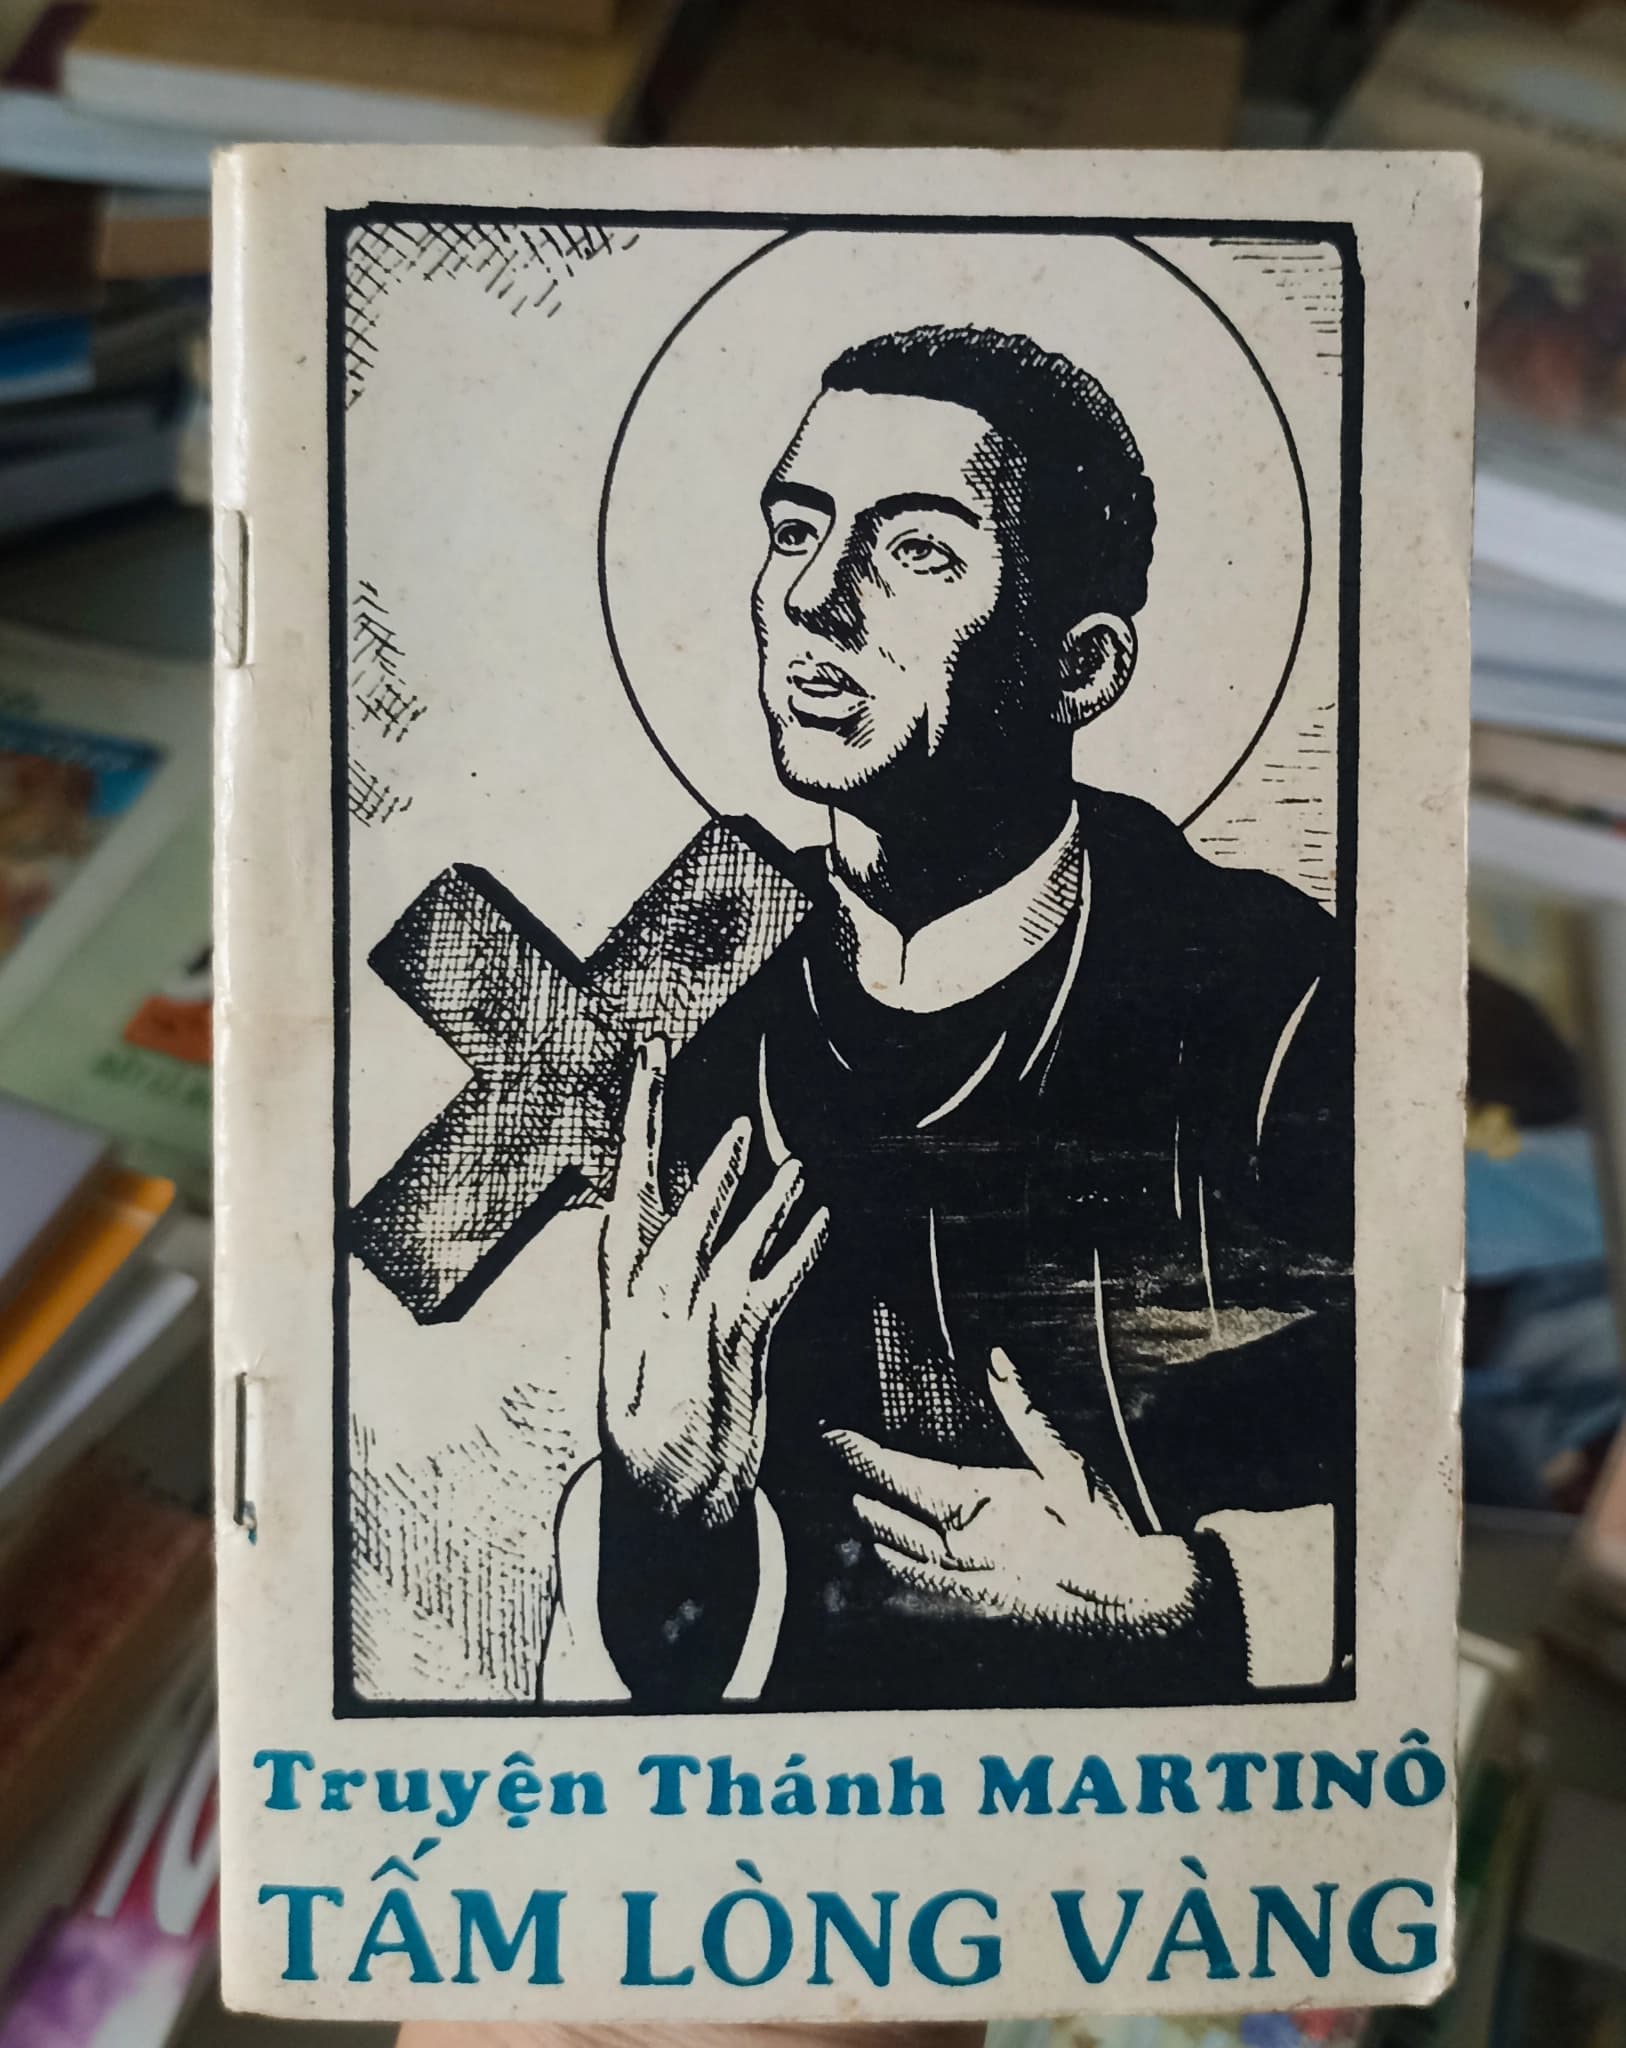 Truyện Thánh MARTINÔ
TẤM LÒNG VÀNG